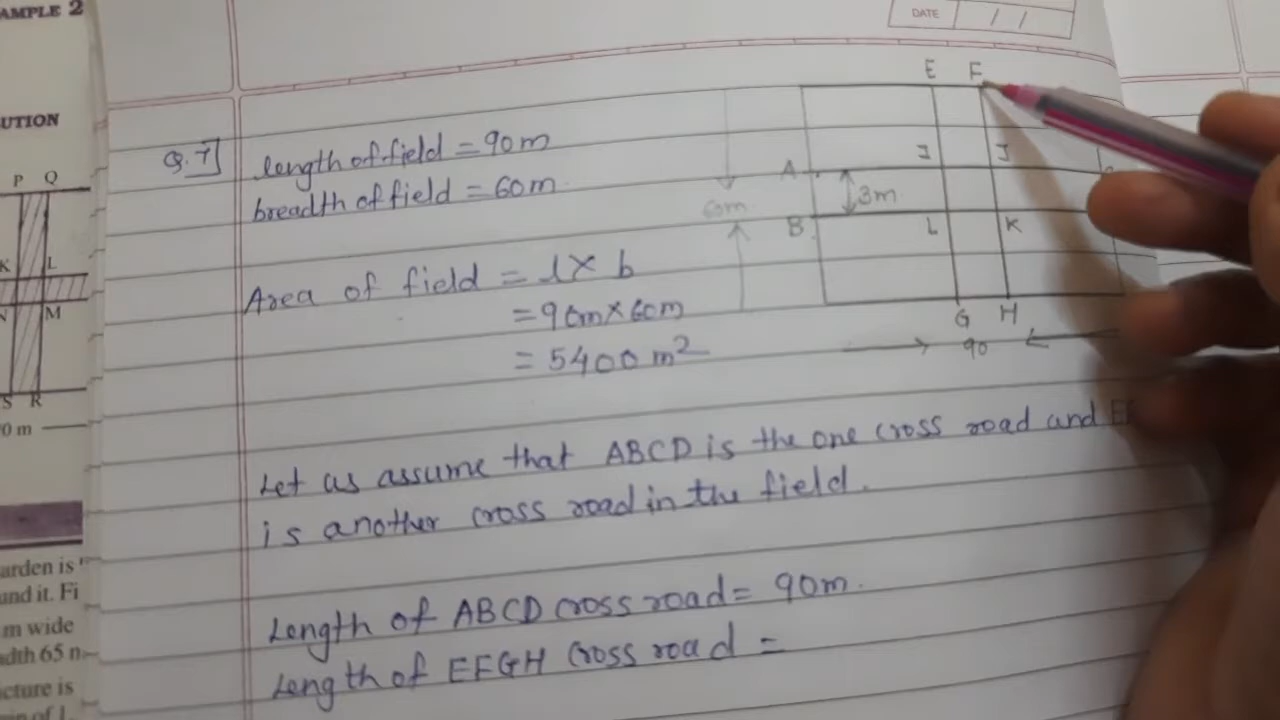 AMPLE 2
UTION
P Q
K L
N M
S R
0 m
arden is
und it. Fi
m wide
dth 65 n
cture is
DATE / /
E F
Q.7] length of field = 90m
breadth of field = 60m
A I J
3m
B L K
G H
90
Area of field = l × b
= 90m × 60m
= 5400 m²
Let us assume that ABCD is the one cross road and
is another cross road in the field.
Length of ABCD cross road = 90m.
Length of EFGH cross road =